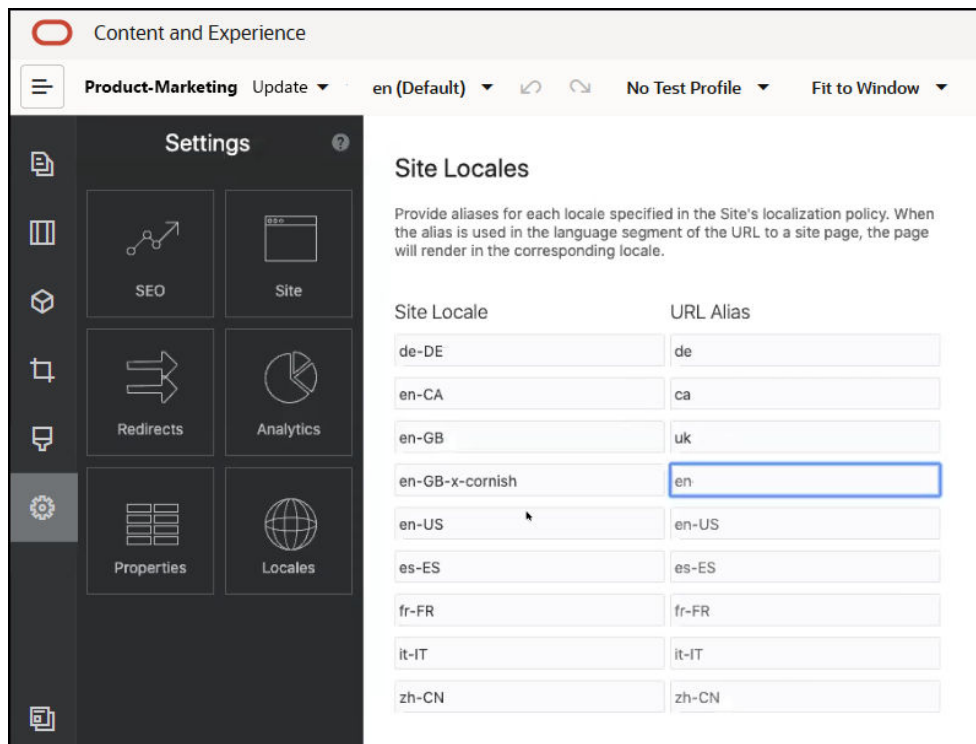 Content and Experience
Product-Marketing Update en (Default) No Test Profile Fit to Window
Settings ?
SEO Site
Redirects Analytics
Properties Locales
Site Locales
Provide aliases for each locale specified in the Site's localization policy. When
the alias is used in the language segment of the URL to a site page, the page
will render in the corresponding locale.
Site Locale URL Alias
de-DE de
en-CA ca
en-GB uk
en-GB-x-cornish en-
en-US en-US
es-ES es-ES
fr-FR fr-FR
it-IT it-IT
zh-CN zh-CN